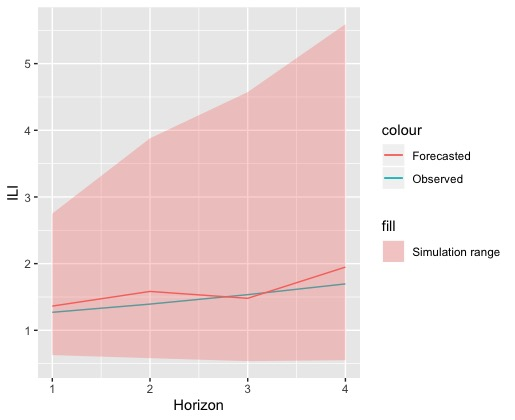 5
4
3
2
1
ILI
1 2 3 4
Horizon
colour
Forecasted
Observed
fill
Simulation range